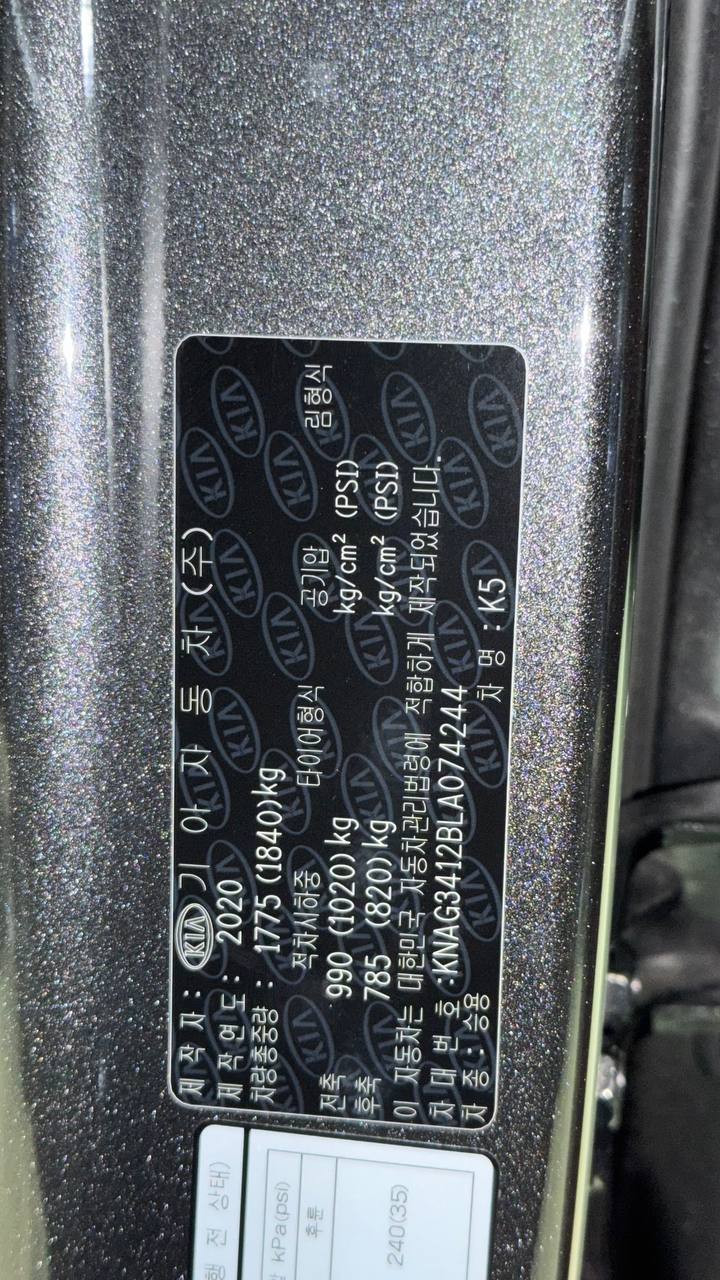 제 작 자 : KIA 기 아 자 동 차 (주)
제 작 연 도 : 2020
차량총중량 : 1775 (1840)kg
적차시하중 타이어형식 공기압 림형식
전축 990 (1020)kg kg/cm² (PSI)
후축 785 (820)kg kg/cm² (PSI)
이 자동차는 대한민국 자동차관리법령에 적합하게 제작되었습니다.
차 대 번 호 :KNAG3412BLA074244
차 종 : 승용 차 명 : K5
전 상태)
kPa(psi)
후륜
240(35)